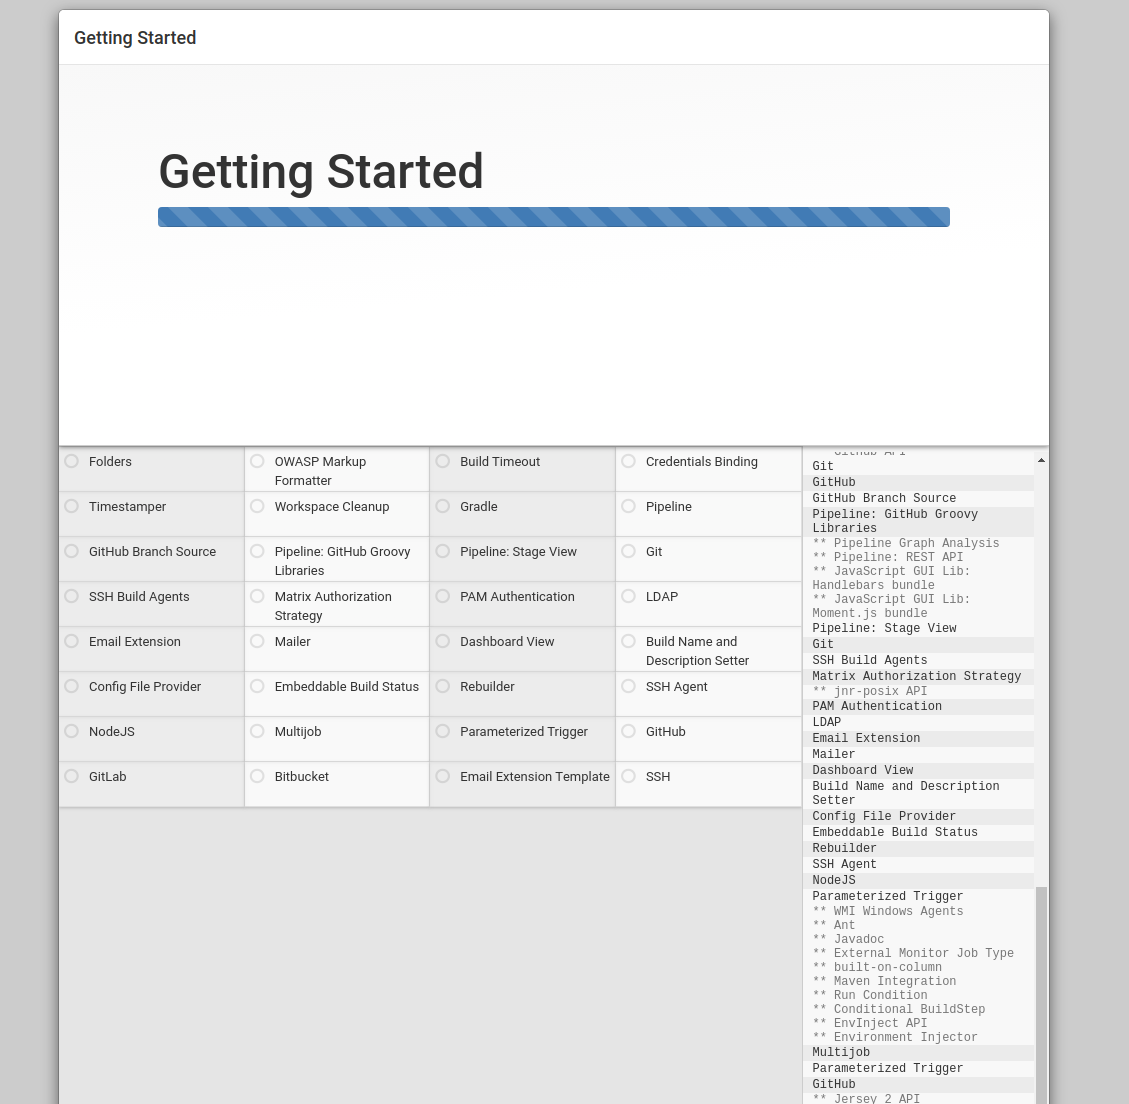 Getting Started
Getting Started
Folders
OWASP Markup
Formatter
Build Timeout
Credentials Binding
Timestamper
Workspace Cleanup
Gradle
Pipeline
GitHub Branch Source
Pipeline: GitHub Groovy
Libraries
Pipeline: Stage View
Git
SSH Build Agents
Matrix Authorization
Strategy
PAM Authentication
LDAP
Email Extension
Mailer
Dashboard View
Build Name and
Description Setter
Config File Provider
Embeddable Build Status
Rebuilder
SSH Agent
NodeJS
Multijob
Parameterized Trigger
GitHub
GitLab
Bitbucket
Email Extension Template
SSH
** GitHub API
Git
GitHub
GitHub Branch Source
Pipeline: GitHub Groovy
Libraries
** Pipeline Graph Analysis
** Pipeline: REST API
** JavaScript GUI Lib:
Handlebars bundle
** JavaScript GUI Lib:
Moment.js bundle
Pipeline: Stage View
Git
SSH Build Agents
Matrix Authorization Strategy
** jnr-posix API
PAM Authentication
LDAP
Email Extension
Mailer
Dashboard View
Build Name and Description
Setter
Config File Provider
Embeddable Build Status
Rebuilder
SSH Agent
NodeJS
Parameterized Trigger
** WMI Windows Agents
** Ant
** Javadoc
** External Monitor Job Type
** built-on-column
** Maven Integration
** Run Condition
** Conditional BuildStep
** EnvInject API
** Environment Injector
Multijob
Parameterized Trigger
GitHub
** Jersey 2 API